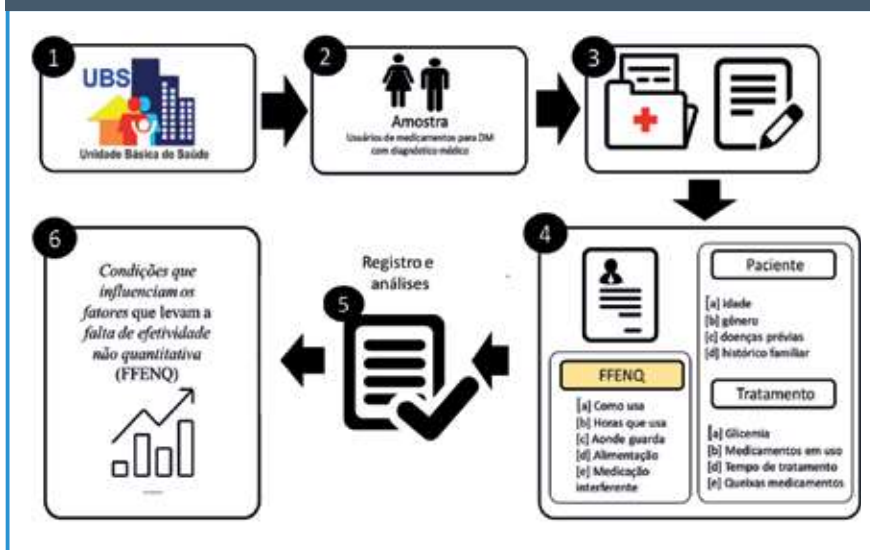 1
UBS
Unidade Básica de Saúde
2
Amostra
Usuários de medicamentos para DM
com diagnóstico médico
3
4
Paciente
[a] Idade
[b] gênero
[c] doenças prévias
[d] histórico familiar
Tratamento
[a] Glicemia
[b] Medicamentos em uso
[d] Tempo de tratamento
[e] Queixas medicamentos
FFENQ
[a] Como usa
[b] Horas que usa
[c] Aonde guarda
[d] Alimentação
[e] Medicação
interferente
Registro e
análises
5
6
Condições que
influenciam os
fatores que levam a
falta de efetividade
não quantitativa
(FFENQ)